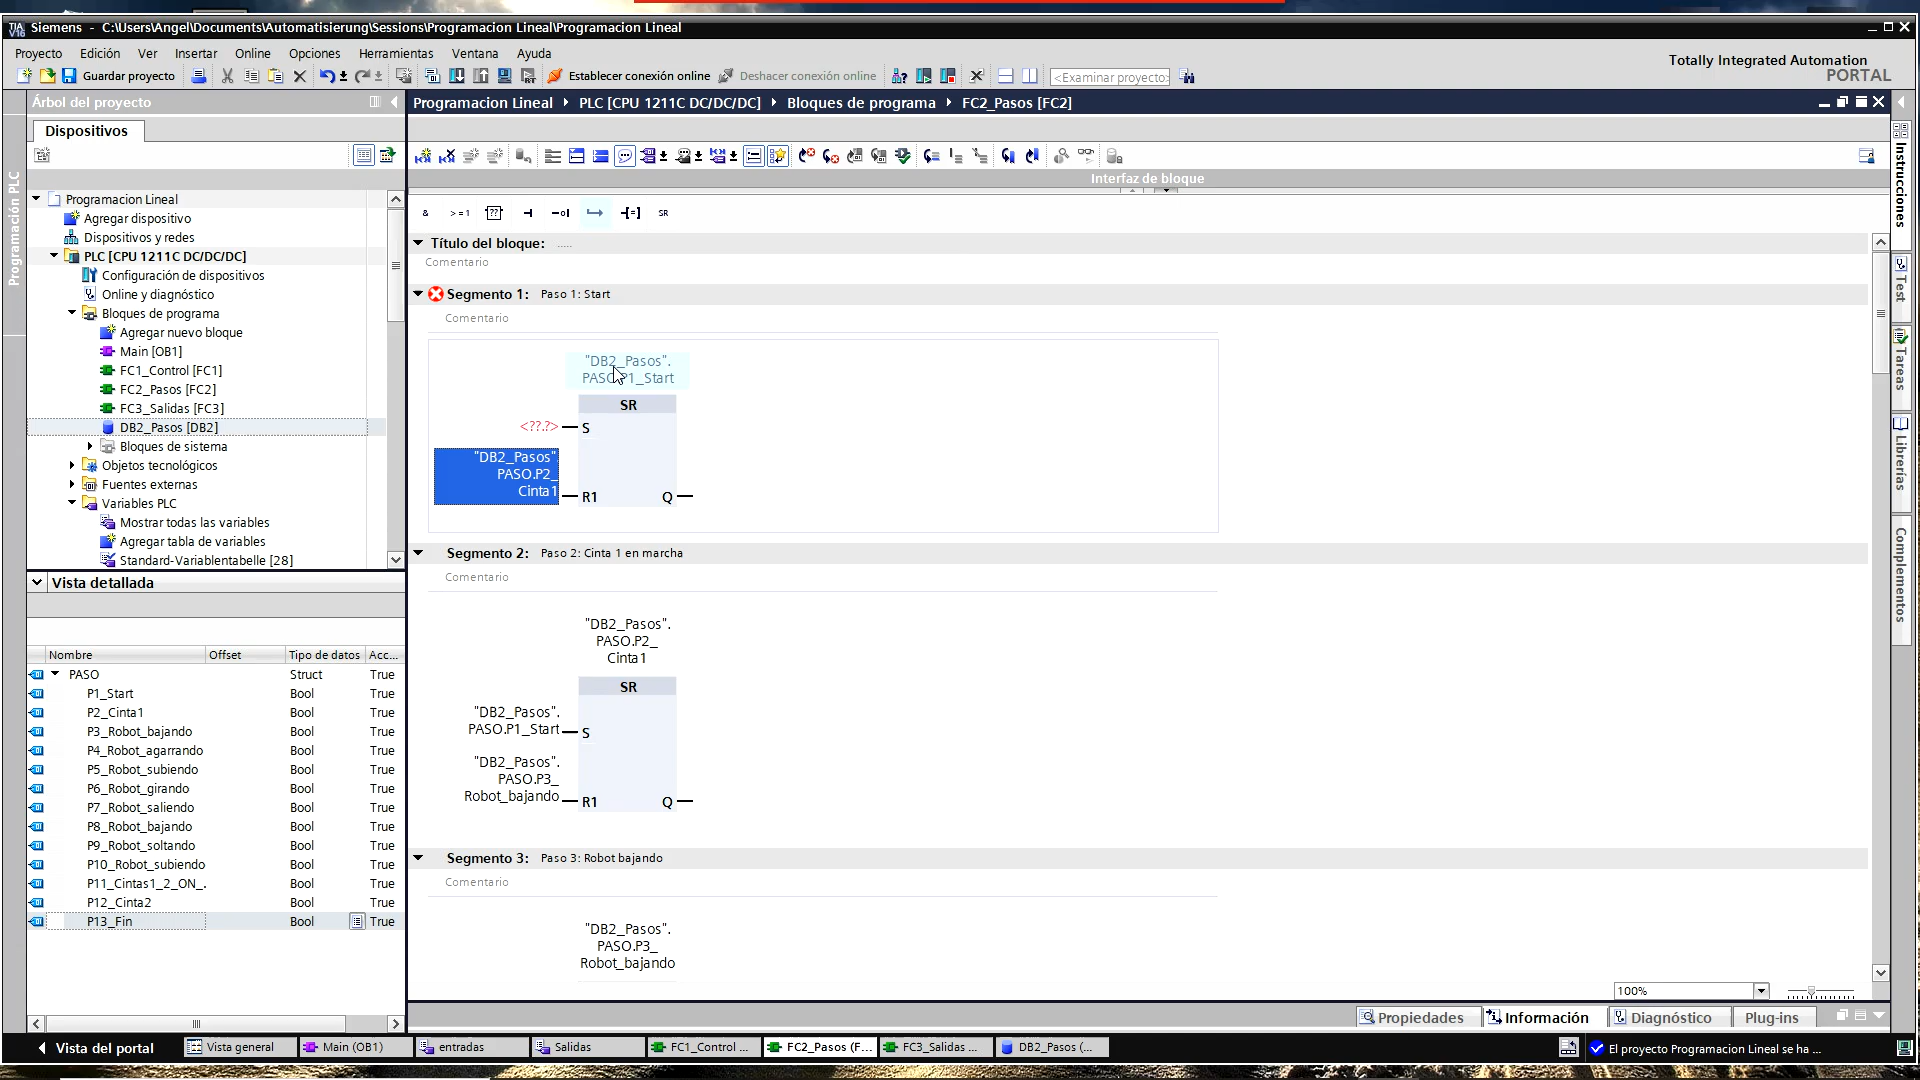 Siemens - C:\Users\Angel\Documents\Automatisierung\Sessions\Programacion Lineal\Programacion Lineal
Proyecto Edición Ver Insertar Online Opciones Herramientas Ventana Ayuda
Totally Integrated Automation
PORTAL
Guardar proyecto
Establecer conexión online
Deshacer conexión online
<Examinar proyecto>
Árbol del proyecto
Programacion Lineal PLC [CPU 1211C DC/DC/DC] Bloques de programa FC2_Pasos [FC2]
Dispositivos
Interfaz de bloque
Programación PLC
Programacion Lineal
Agregar dispositivo
Dispositivos y redes
PLC [CPU 1211C DC/DC/DC]
Configuración de dispositivos
Online y diagnóstico
Bloques de programa
Agregar nuevo bloque
Main [OB1]
FC1_Control [FC1]
FC2_Pasos [FC2]
FC3_Salidas [FC3]
DB2_Pasos [DB2]
Bloques de sistema
Objetos tecnológicos
Fuentes externas
Variables PLC
Mostrar todas las variables
Agregar tabla de variables
Standard-Variablentabelle [28]
Vista detallada
Nombre Offset Tipo de datos Acc...
PASO Struct True
P1_Start Bool True
P2_Cinta1 Bool True
P3_Robot_bajando Bool True
P4_Robot_agarrando Bool True
P5_Robot_subiendo Bool True
P6_Robot_girando Bool True
P7_Robot_saliendo Bool True
P8_Robot_bajando Bool True
P9_Robot_soltando Bool True
P10_Robot_subiendo Bool True
P11_Cintas1_2_ON_. Bool True
P12_Cinta2 Bool True
P13_Fin Bool True
& >=1 ?? -| -o| [=] SR
Título del bloque: .....
Comentario
Segmento 1: Paso 1: Start
Comentario
"DB2_Pasos".
PASO.P1_Start
SR
<??.?> S
"DB2_Pasos".
PASO.P2_
Cinta1
R1 Q
Segmento 2: Paso 2: Cinta 1 en marcha
Comentario
"DB2_Pasos".
PASO.P2_
Cinta1
SR
"DB2_Pasos".
PASO.P1_Start
S
"DB2_Pasos".
PASO.P3_
Robot_bajando
R1 Q
Segmento 3: Paso 3: Robot bajando
Comentario
"DB2_Pasos".
PASO.P3_
Robot_bajando
100%
Instrucciones
Test
Tareas
Librerías
Complementos
Propiedades Información Diagnóstico Plug-ins
Vista del portal Vista general Main (OB1) entradas Salidas FC1_Control ... FC2_Pasos (F... FC3_Salidas ... DB2_Pasos (...
El proyecto Programacion Lineal se ha ...